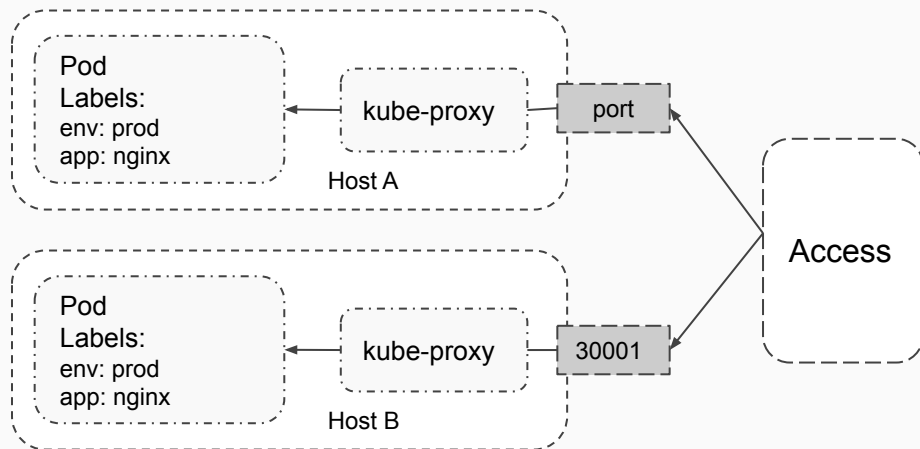 Pod
Labels:
env: prod
app: nginx
kube-proxy
port
Host A
Access
Pod
Labels:
env: prod
app: nginx
kube-proxy
30001
Host B